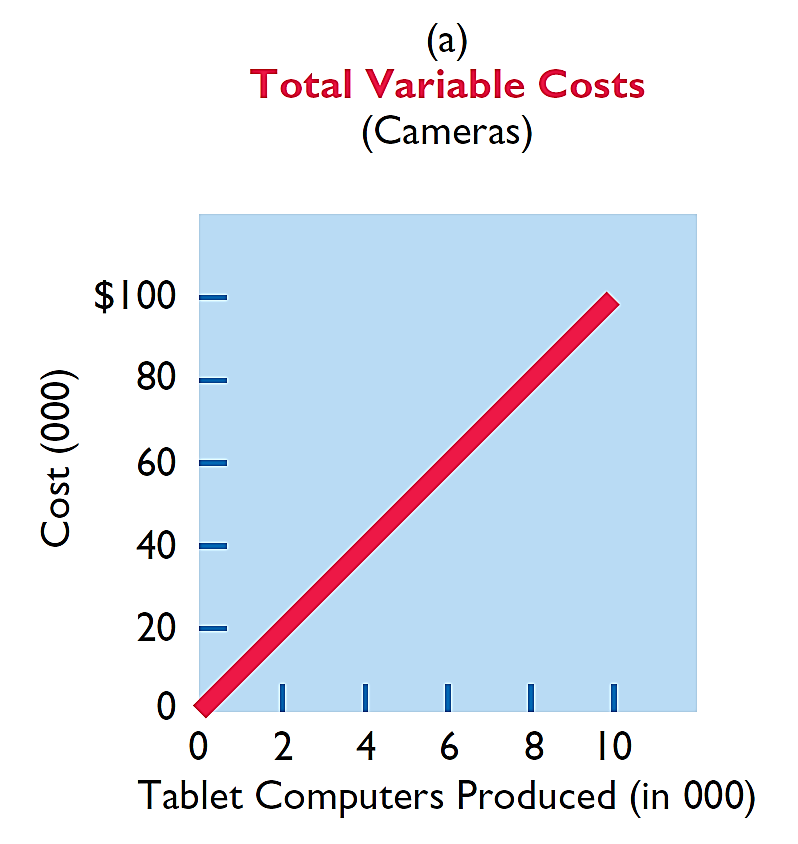 (a)
Total Variable Costs
(Cameras)
$100
80
60
40
20
0
Cost (000)
0 2 4 6 8 10
Tablet Computers Produced (in 000)